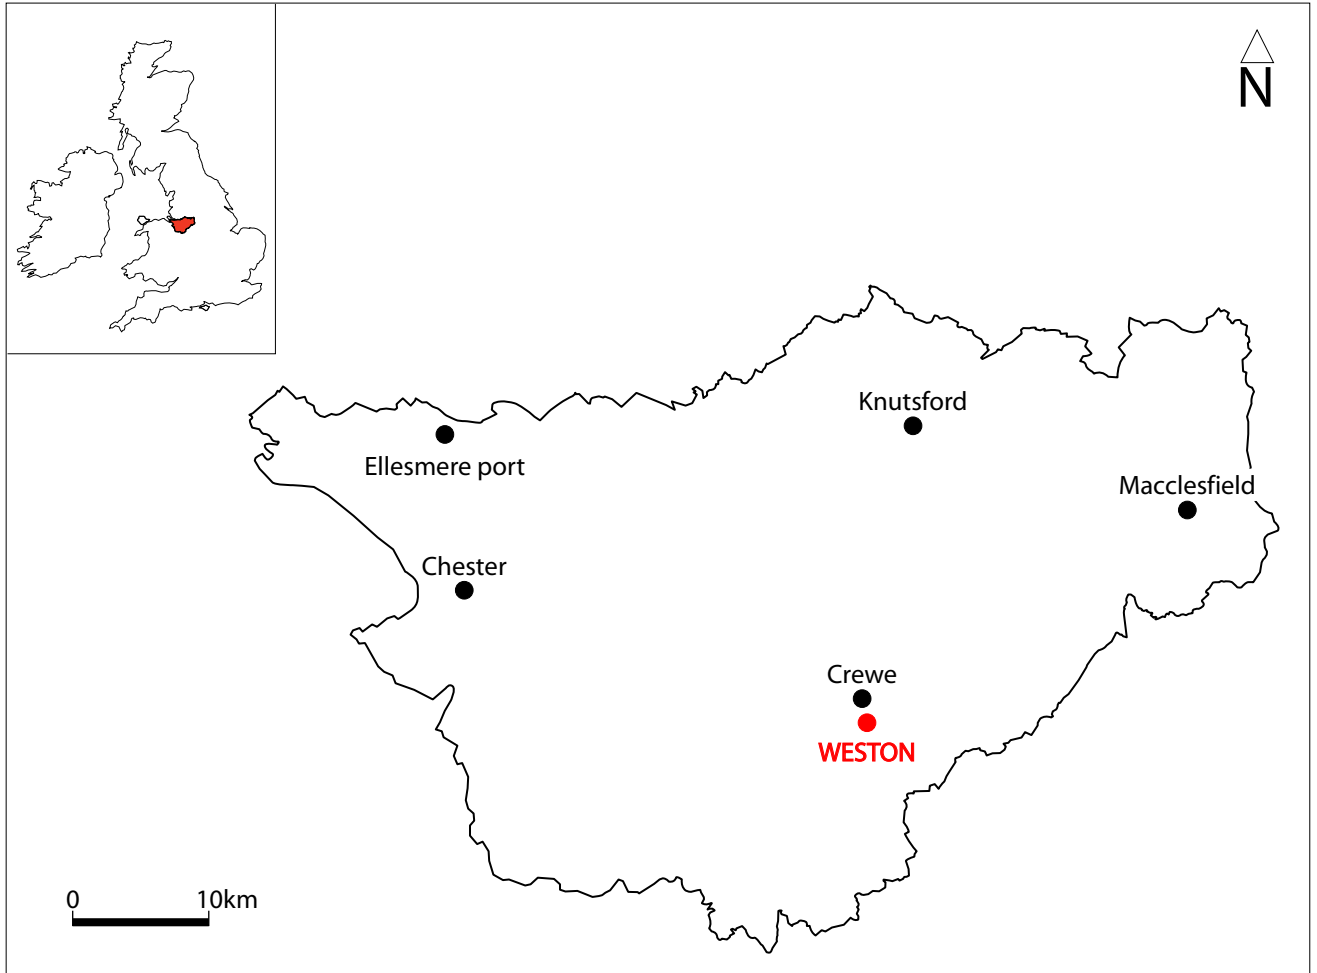 N
Knutsford
Ellesmere port
Macclesfield
Chester
Crewe
WESTON
0 10km